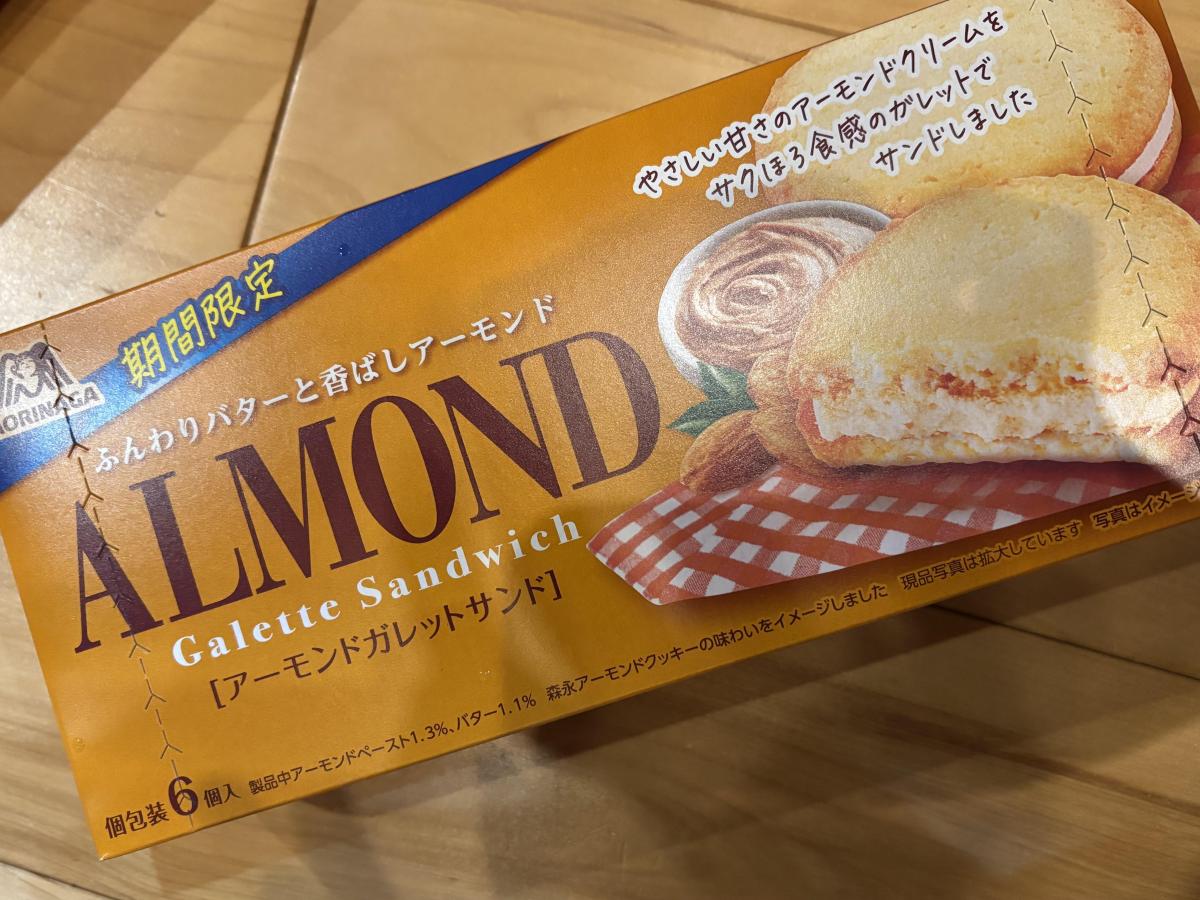 やさしい甘さのアーモンドクリームを
サクほろ食感のガレットで
サンドしました
期間限定
MORINAGA
ふんわりバターと香ばしアーモンド
ALMOND
Galette Sandwich
[アーモンドガレットサンド]
個包装6個入 製品中アーモンドペースト1.3%、バター1.1% 森永アーモンドクッキーの味わいをイメージしました 現品写真は拡大しています 写真はイメージ